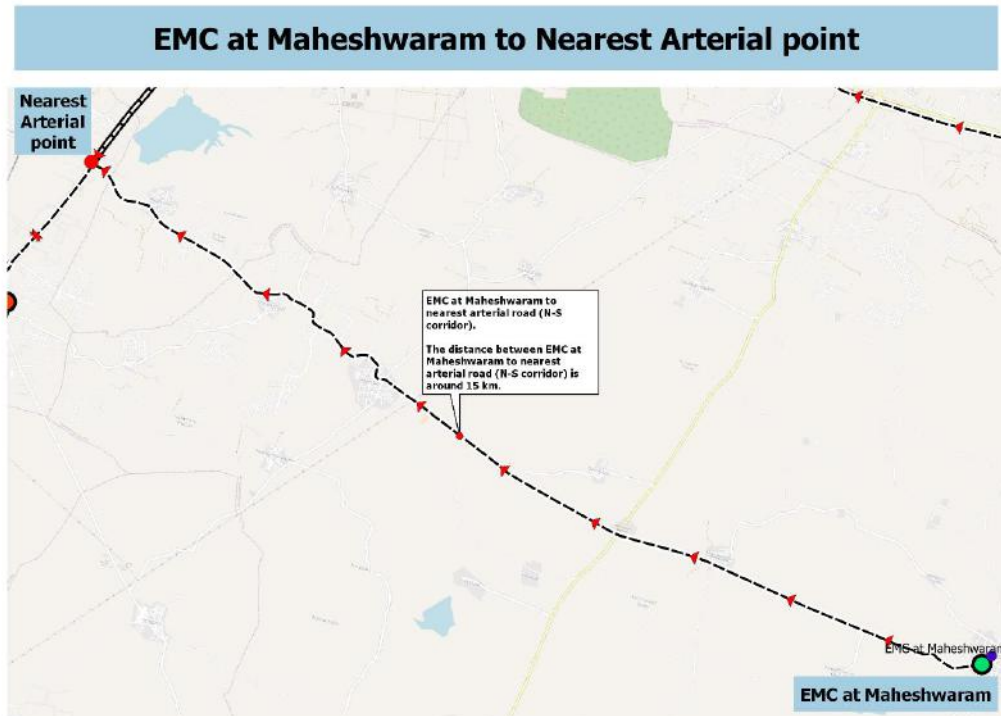 EMC at Maheshwaram to Nearest Arterial point
Nearest
Arterial
point
EMC at Maheshwaram to
nearest arterial road (N-S
corridor).
The distance between EMC at
Maheshwaram to nearest
arterial road (N-S corridor) is
around 15 km.
EMC at Maheshwaram
EMC at Maheshwaram